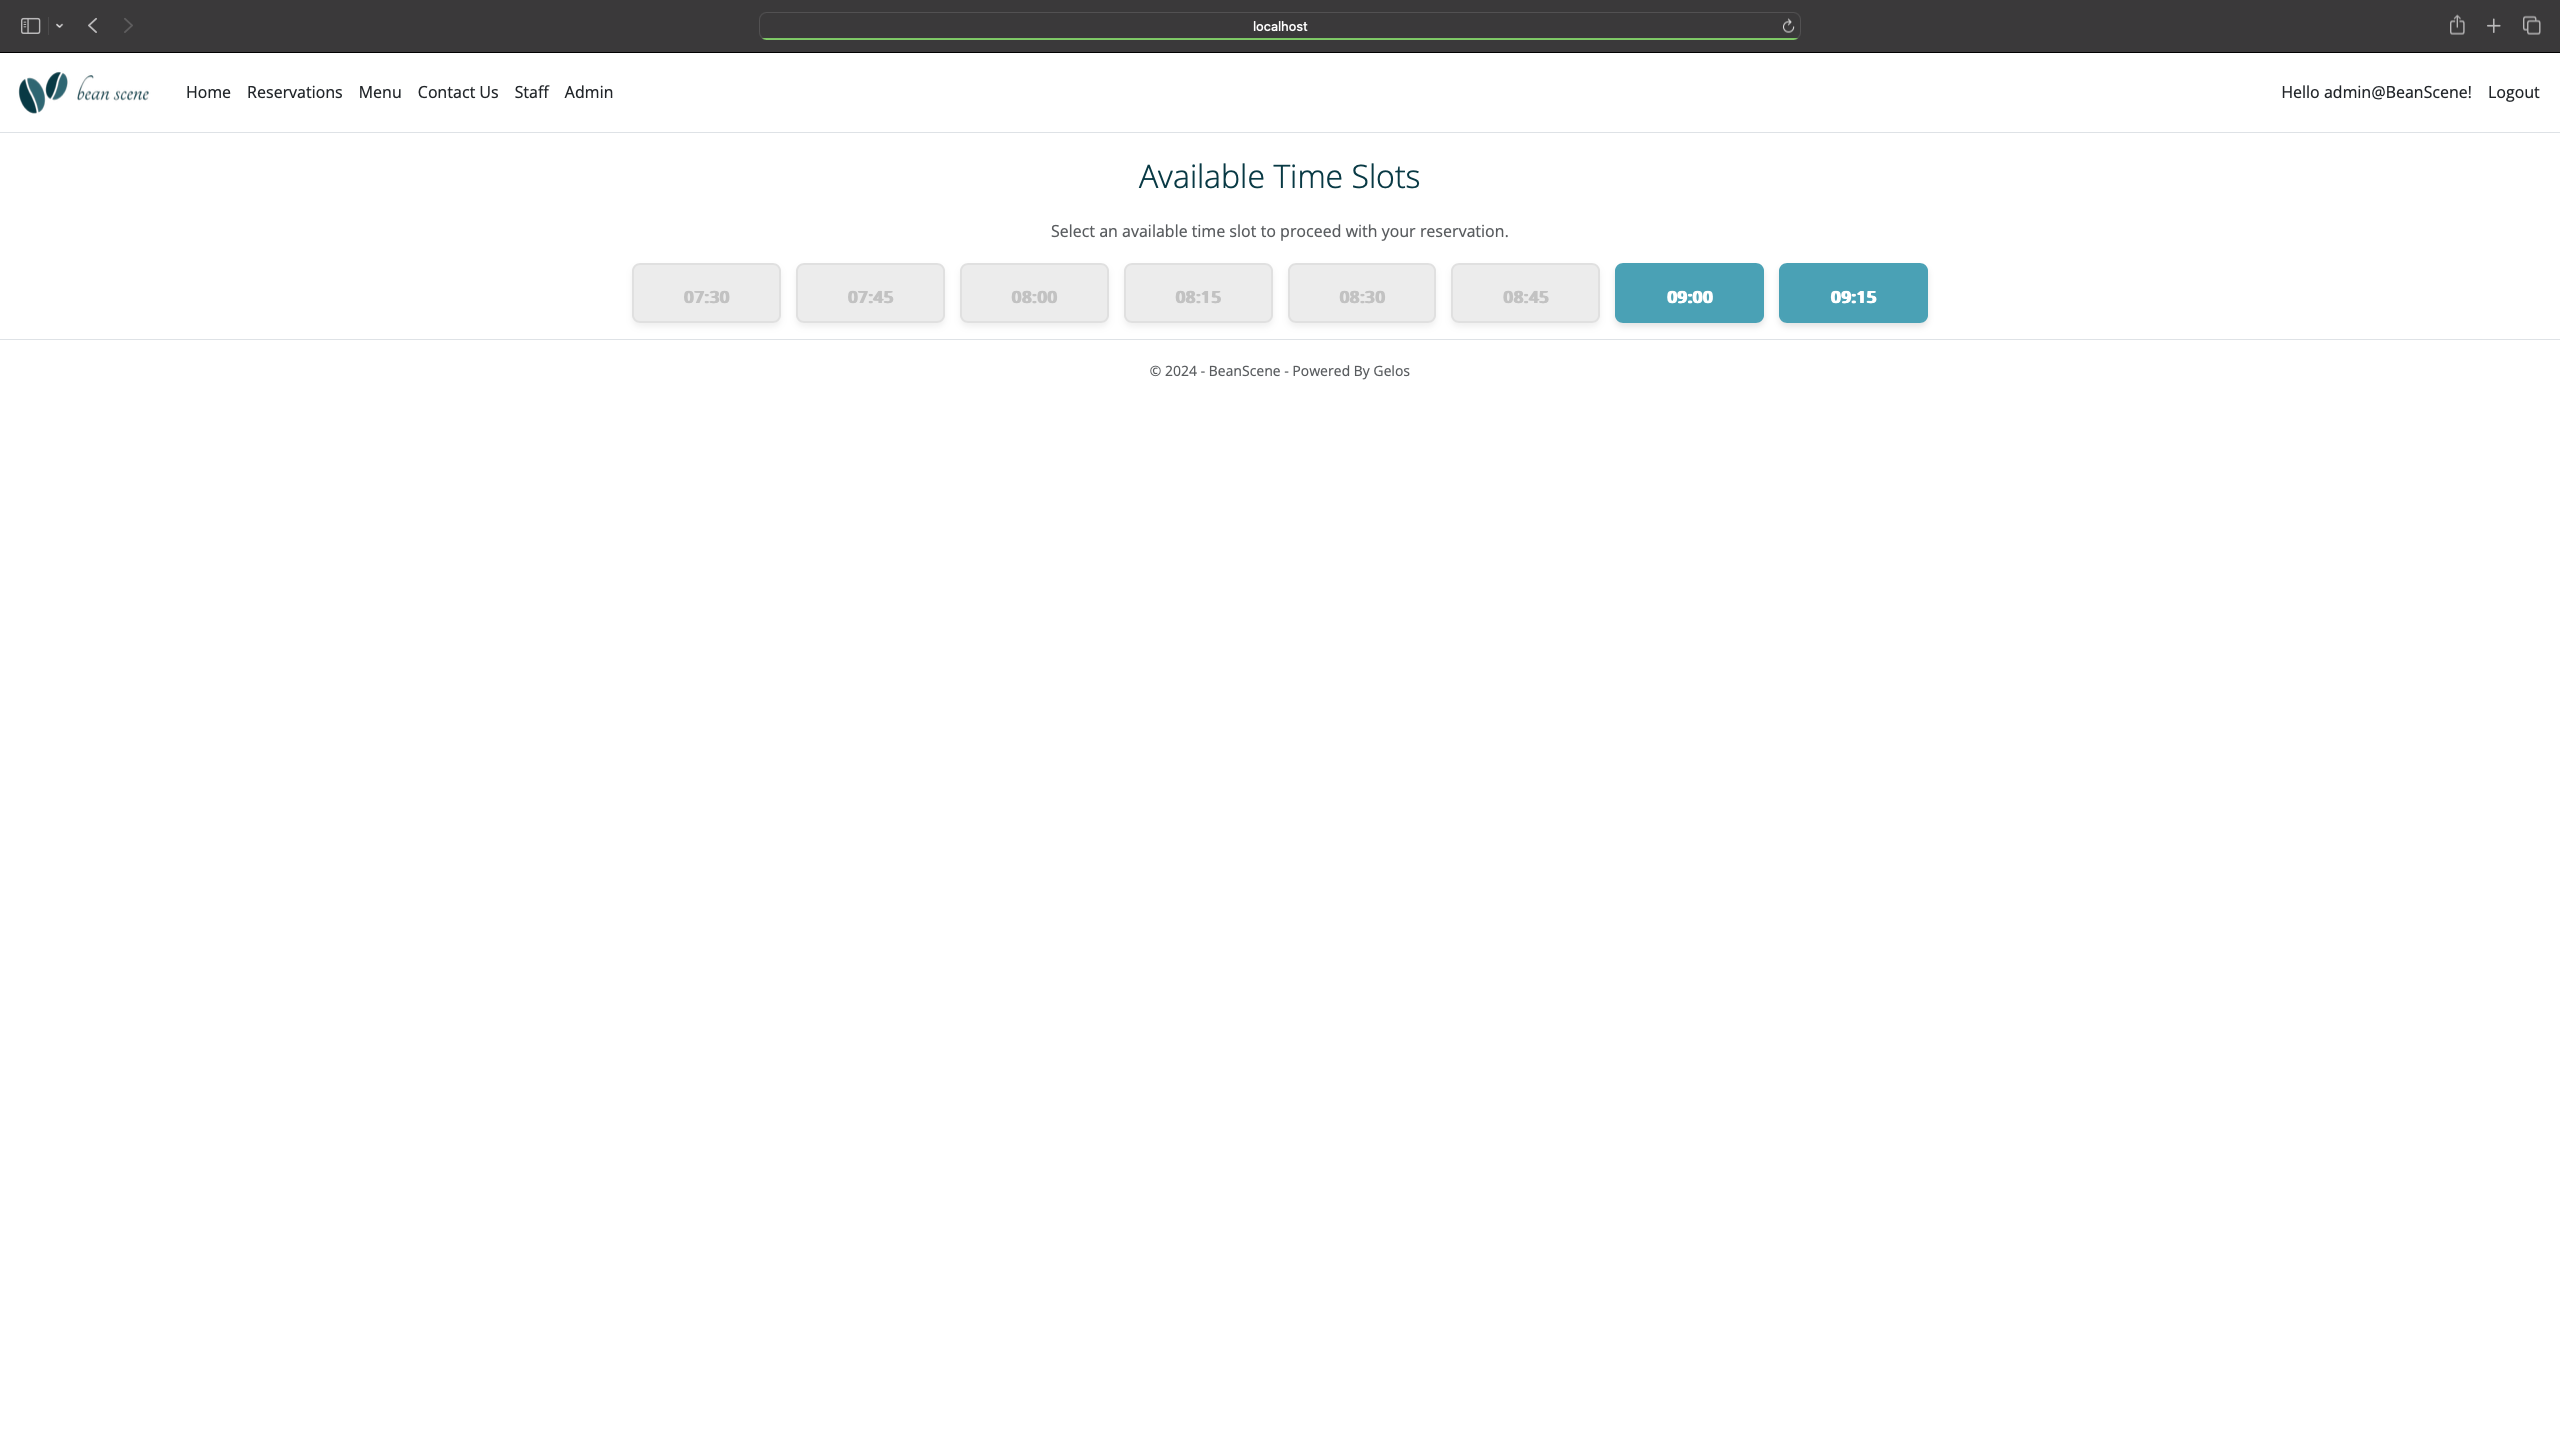 localhost
bean scene Home Reservations Menu Contact Us Staff Admin Hello admin@BeanScene! Logout
Available Time Slots
Select an available time slot to proceed with your reservation.
07:30 07:45 08:00 08:15 08:30 08:45 09:00 09:15
© 2024 - BeanScene - Powered By Gelos